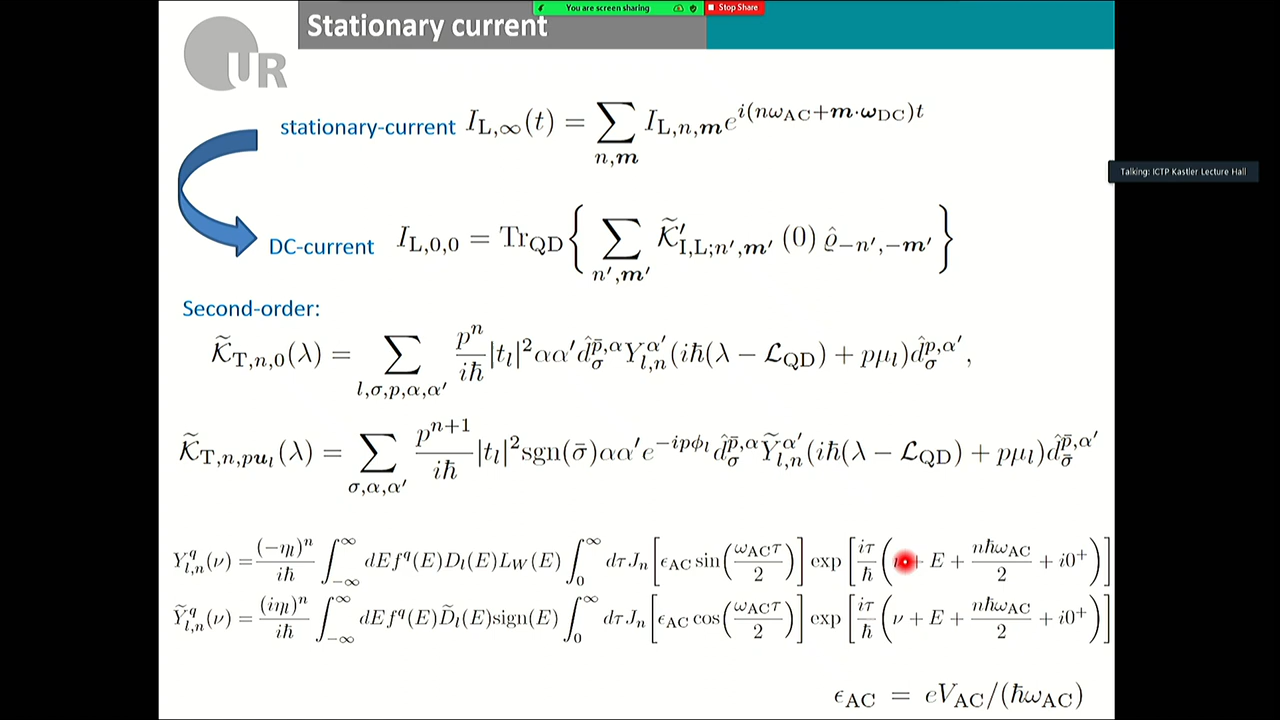 You are screen sharing
Stop Share
Stationary current
UR
stationary-current $I_{\mathrm{L},\infty}(t) = \sum_{n,\boldsymbol{m}} I_{\mathrm{L},n,\boldsymbol{m}} e^{i(n\omega_{\mathrm{AC}}+\boldsymbol{m}\cdot\boldsymbol{\omega}_{\mathrm{DC}})t}$
Talking: ICTP Kastler Lecture Hall
DC-current $I_{\mathrm{L},0,0} = \mathrm{Tr}_{\mathrm{QD}}\left\{ \sum_{n',\boldsymbol{m}'} \widetilde{\mathcal{K}}'_{\mathrm{I,L};n',\boldsymbol{m}'}(0)\,\hat{\varrho}_{-n',-\boldsymbol{m}'} \right\}$
Second-order:
$\widetilde{\mathcal{K}}_{\mathrm{T},n,0}(\lambda) = \sum_{l,\sigma,p,\alpha,\alpha'} \frac{p^n}{i\hbar} |t_l|^2 \alpha\alpha' \hat{d}_{\sigma}^{\bar{p},\alpha} Y_{l,n}^{\alpha'}(i\hbar(\lambda - \mathcal{L}_{\mathrm{QD}}) + p\mu_l) \hat{d}_{\sigma}^{p,\alpha'},$
$\widetilde{\mathcal{K}}_{\mathrm{T},n,p\boldsymbol{u}_l}(\lambda) = \sum_{\sigma,\alpha,\alpha'} \frac{p^{n+1}}{i\hbar} |t_l|^2 \mathrm{sgn}(\bar{\sigma}) \alpha\alpha' e^{-ip\phi_l} \hat{d}_{\sigma}^{\bar{p},\alpha} \widetilde{Y}_{l,n}^{\alpha'}(i\hbar(\lambda - \mathcal{L}_{\mathrm{QD}}) + p\mu_l) \hat{d}_{\bar{\sigma}}^{\bar{p},\alpha'}$
$Y_{l,n}^{q}(\nu) = \frac{(-\eta_l)^n}{i\hbar} \int_{-\infty}^{\infty} dE f^q(E) D_l(E) L_W(E) \int_0^{\infty} d\tau J_n\left[\epsilon_{\mathrm{AC}} \sin\left(\frac{\omega_{\mathrm{AC}}\tau}{2}\right)\right] \exp\left[\frac{i\tau}{\hbar}\left( + E + \frac{n\hbar\omega_{\mathrm{AC}}}{2} + i0^+\right)\right]$
$\widetilde{Y}_{l,n}^{q}(\nu) = \frac{(i\eta_l)^n}{i\hbar} \int_{-\infty}^{\infty} dE f^q(E) \widetilde{D}_l(E) \mathrm{sign}(E) \int_0^{\infty} d\tau J_n\left[\epsilon_{\mathrm{AC}} \cos\left(\frac{\omega_{\mathrm{AC}}\tau}{2}\right)\right] \exp\left[\frac{i\tau}{\hbar}\left(\nu + E + \frac{n\hbar\omega_{\mathrm{AC}}}{2} + i0^+\right)\right]$
$\epsilon_{\mathrm{AC}} = eV_{\mathrm{AC}}/(\hbar\omega_{\mathrm{AC}})$